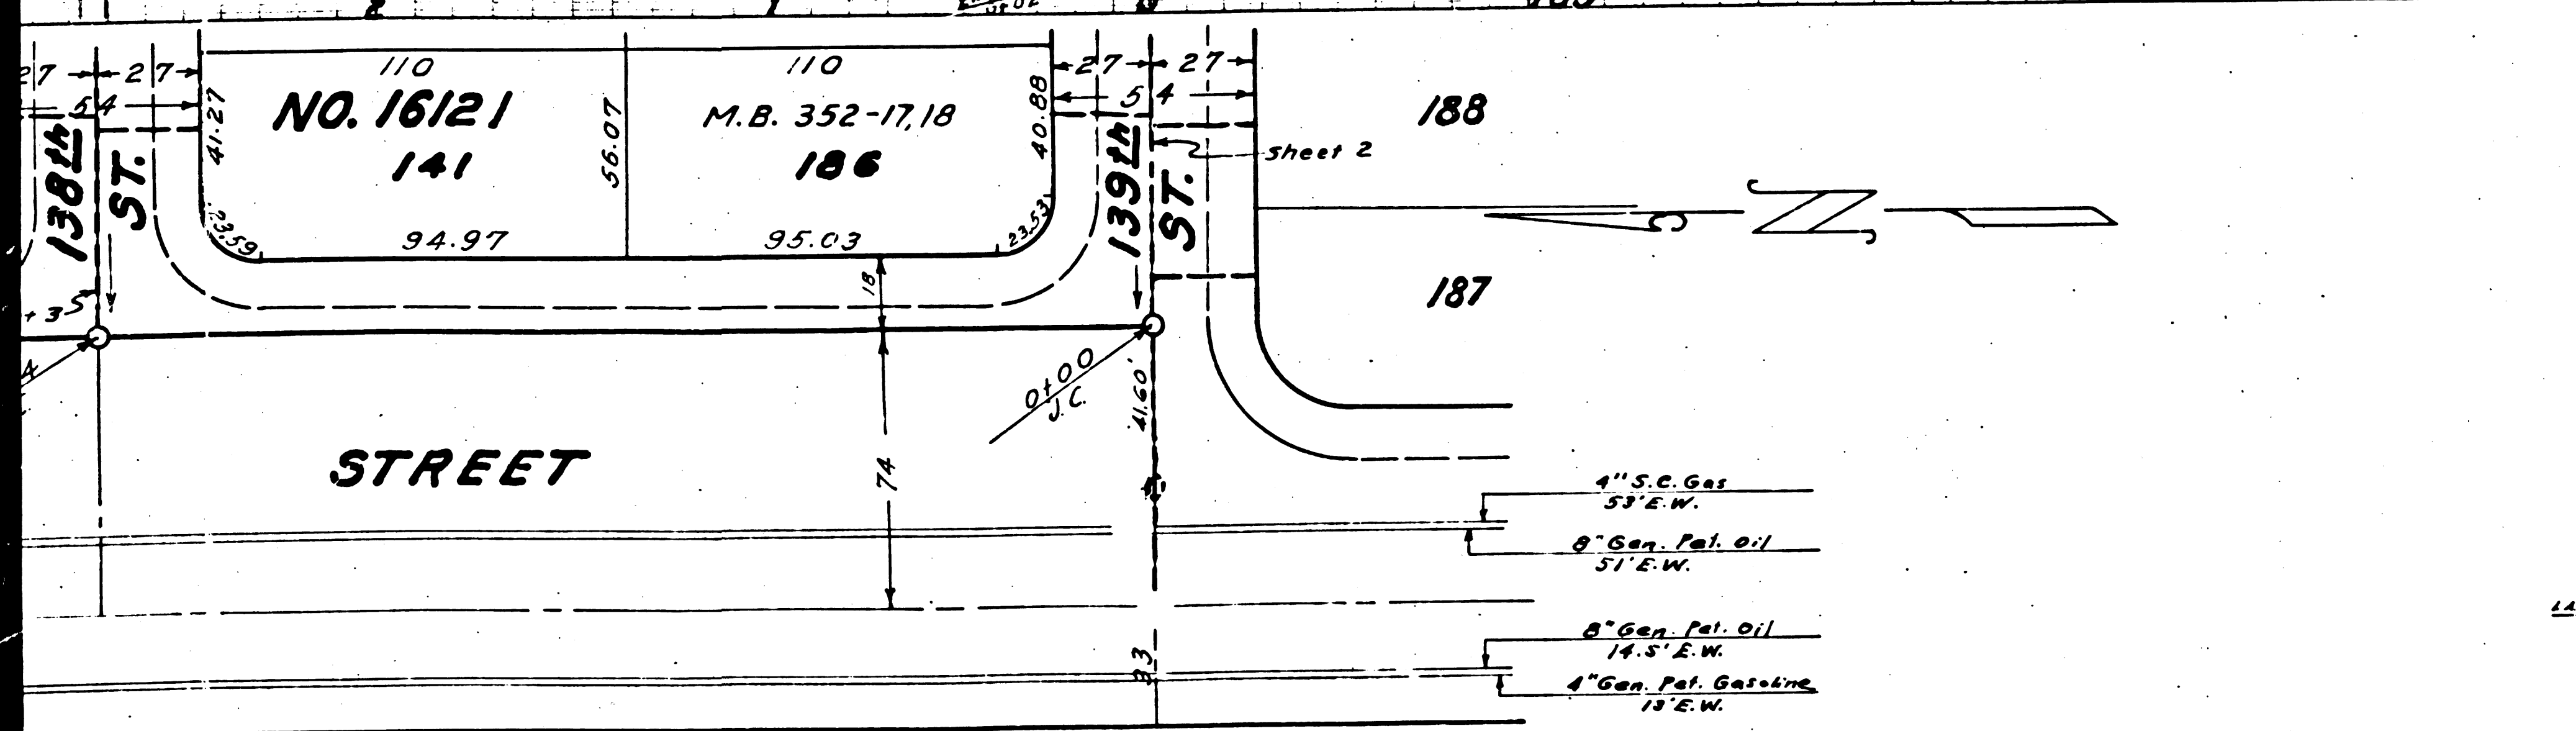 27
27
54
138th
ST.
+35
41.27
110
NO. 16121
141
23.59
94.97
56.07
110
M.B. 352-17,18
186
95.03
40.88
23.53
18
27
27
54
139th
ST.
Sheet 2
188
187
0+00
J.C.
41.60'
STREET
74
33
4" S.C. Gas
53' E.W.
8" Gen. Pet. Oil
51' E.W.
8" Gen. Pet. Oil
14.5' E.W.
4" Gen. Pet. Gasoline
13' E.W.